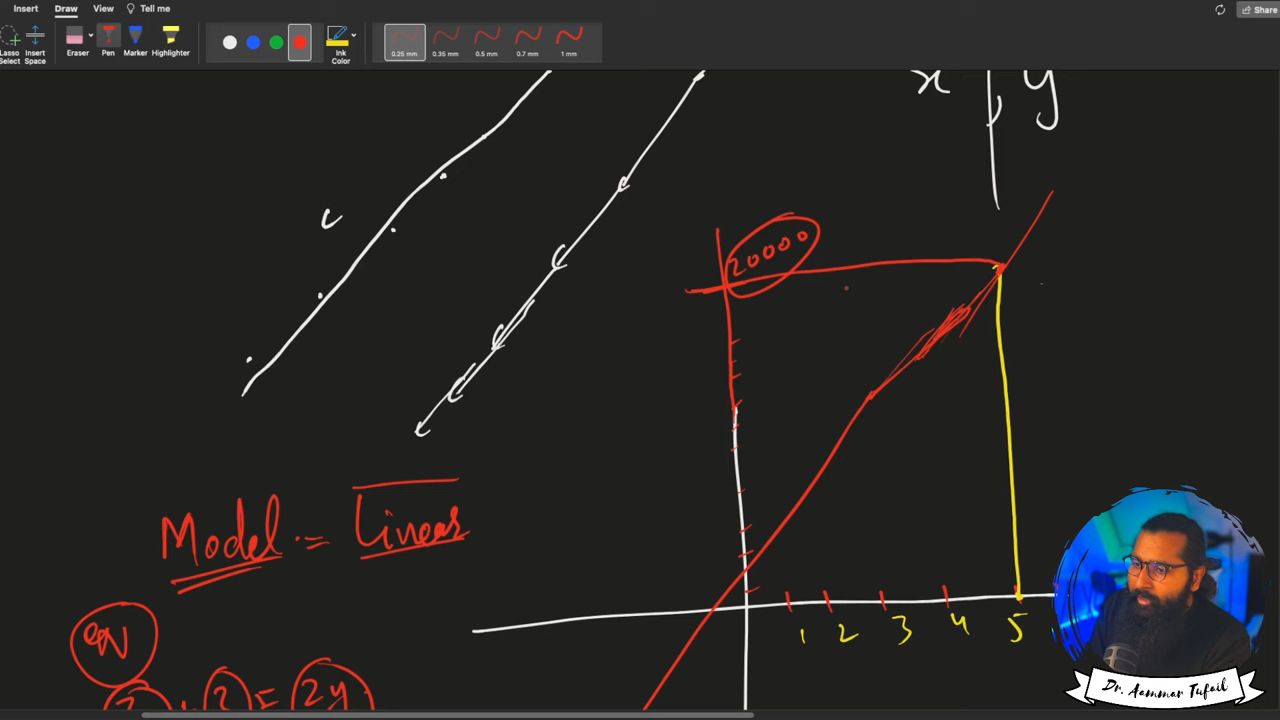 Insert Draw View Tell me
Share
Lasso Select
Insert Space
Eraser
Pen
Marker
Highlighter
Ink Color
0.25 mm 0.35 mm 0.5 mm 0.7 mm 1 mm
x, y
20000
Model :- Linear
1 2 3 4 5
2 = 2y
Dr. Aammar Tufail